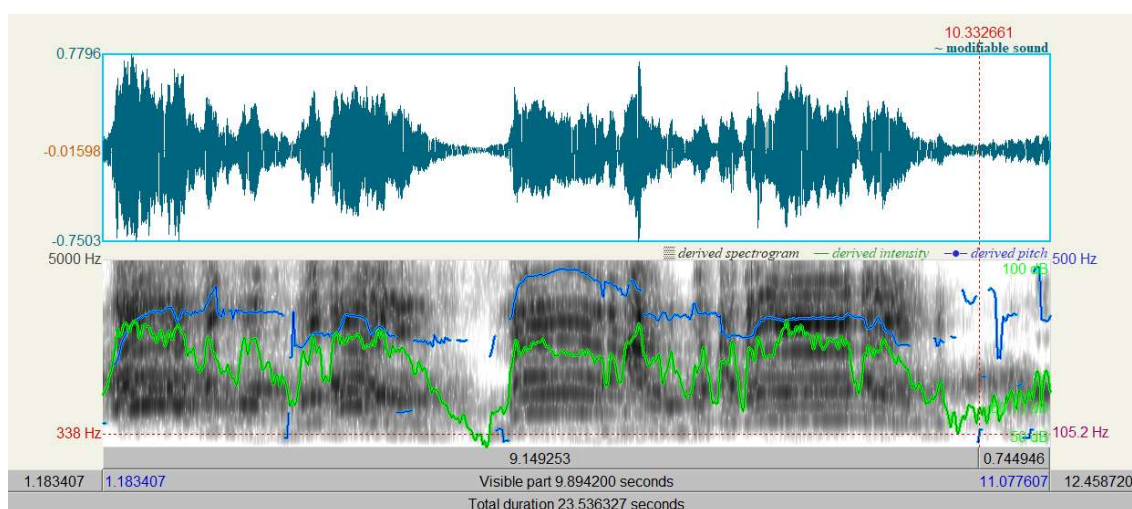 10.332661
0.7796 ~ modifiable sound
-0.01598
-0.7503
5000 Hz derived spectrogram derived intensity derived pitch 500 Hz
100 dB
338 Hz 50 dB 105.2 Hz
9.149253 0.744946
1.183407 1.183407 Visible part 9.894200 seconds 11.077607 12.458720
Total duration 23.536327 seconds